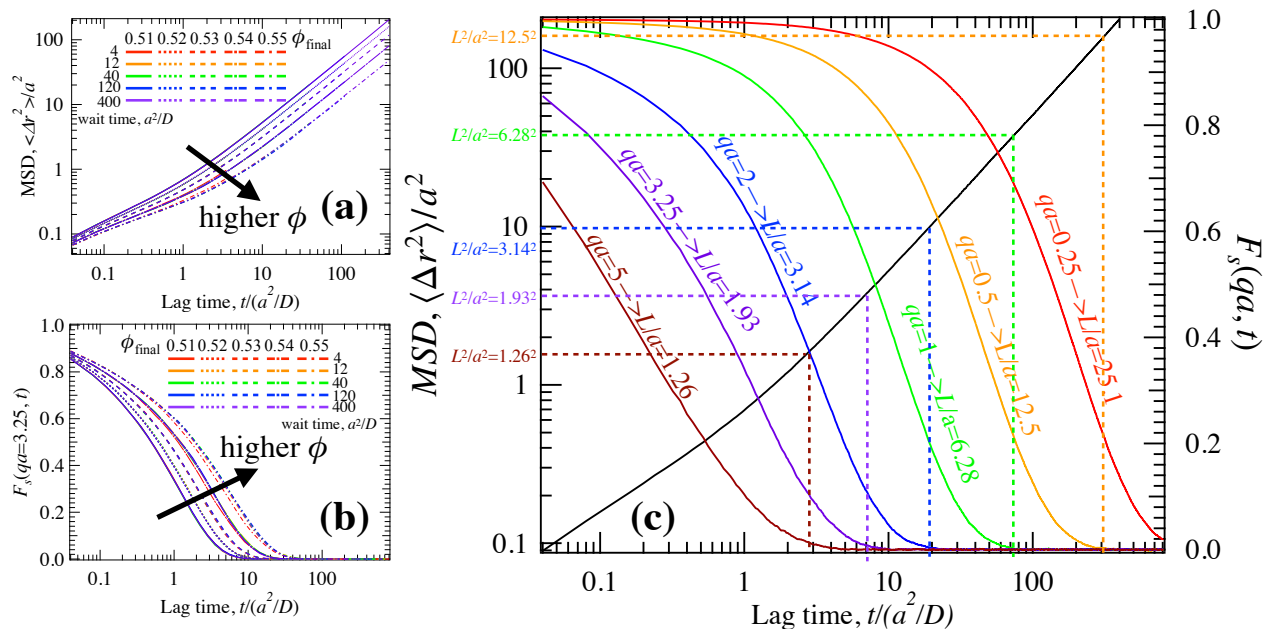 (a)
MSD, <Δr²>/a²
100
10
1
0.1
0.51 0.52 0.53 0.54 0.55 ϕfinal
4
12
40
120
400
wait time, a²/D
higher ϕ
0.1 1 10 100
Lag time, t/(a²/D)
(b)
Fs(qa=3.25, t)
1.0
0.8
0.6
0.4
0.2
0.0
ϕfinal 0.51 0.52 0.53 0.54 0.55
4
12
40
120
400
wait time, a²/D
higher ϕ
0.1 1 10 100
Lag time, t/(a²/D)
(c)
MSD, ⟨Δr²⟩/a²
100
10
1
0.1
L²/a²=12.5²
L²/a²=6.28²
L²/a²=3.14²
L²/a²=1.93²
L²/a²=1.26²
qa=5—>L/a=1.26
qa=3.25—>L/a=1.93
qa=2—>L/a=3.14
qa=1—>L/a=6.28
qa=0.5—>L/a=12.5
qa=0.25—>L/a=25.1
1.0
0.8
0.6
0.4
0.2
0.0
Fs(qa, t)
0.1 1 10 100
Lag time, t/(a²/D)